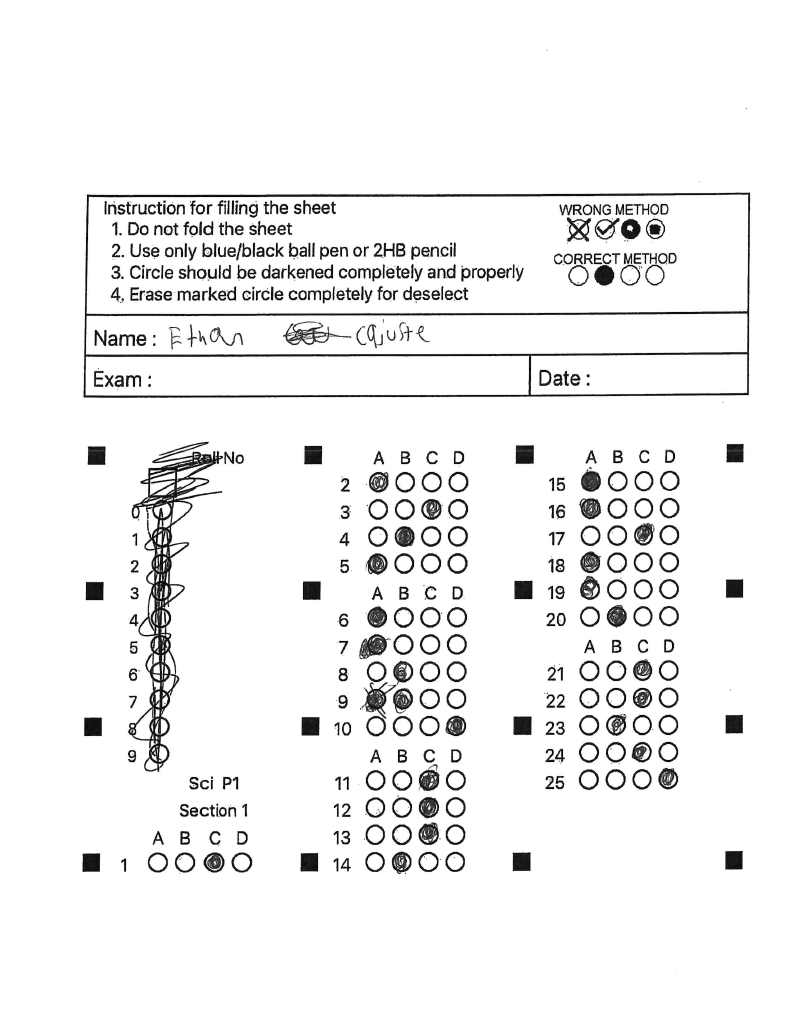 Instruction for filling the sheet
1. Do not fold the sheet
2. Use only blue/black ball pen or 2HB pencil
3. Circle should be darkened completely and properly
4. Erase marked circle completely for deselect
WRONG METHOD
CORRECT METHOD
Name : Ethan cajuste
Exam :
Date :
Roll No
0
1
2
3
4
5
6
7
8
9
Sci P1
Section 1
A B C D
1
A B C D
2
3
4
5
A B C D
6
7
8
9
10
A B C D
11
12
13
14
A B C D
15
16
17
18
19
20
A B C D
21
22
23
24
25